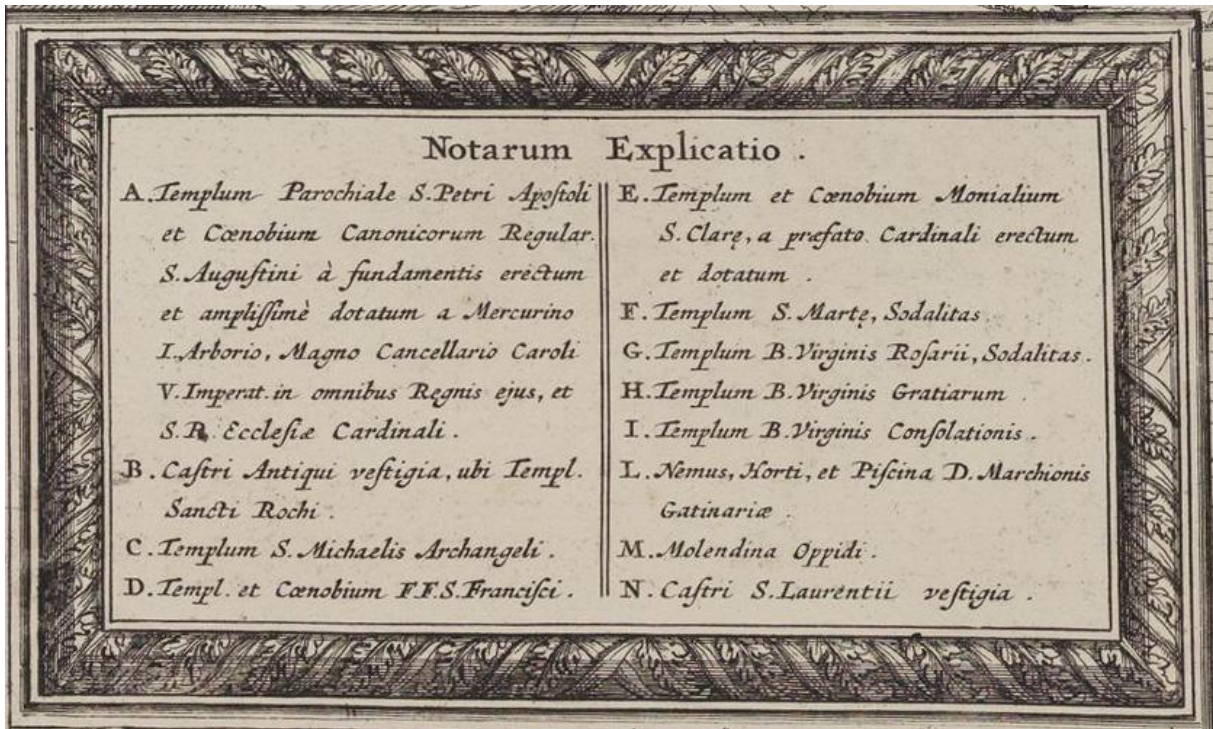 Notarum Explicatio .
A. Templum Parochiale S. Petri Apoſtoli
et Cœnobium Canonicorum Regular.
S. Auguſtini à fundamentis erectum
et ampliſſimè dotatum a Mercurino
I. Arborio, Magno Cancellario Caroli
V. Imperat. in omnibus Ręgnis ejus, et
S. R. Eccleſiæ Cardinali .
B. Caſtri Antiqui veſtigia, ubi Templ.
Sancti Rochi .
C. Templum S. Michaelis Archangeli .
D. Templ. et Cœnobium F F. S. Franciſci .
E. Templum et Cœnobium Monialium
S. Clarę, a præfato Cardinali erectum
et dotatum .
F. Templum S. Martę, Sodalitas .
G. Templum B. Virginis Roſarii, Sodalitas .
H. Templum B. Virginis Gratiarum .
I. Templum B. Virginis Conſolationis .
L. Nemus, Horti, et Piſcina D. Marchionis
Gatinariæ .
M. Molendina Oppidi .
N. Caſtri S. Laurentii veſtigia .